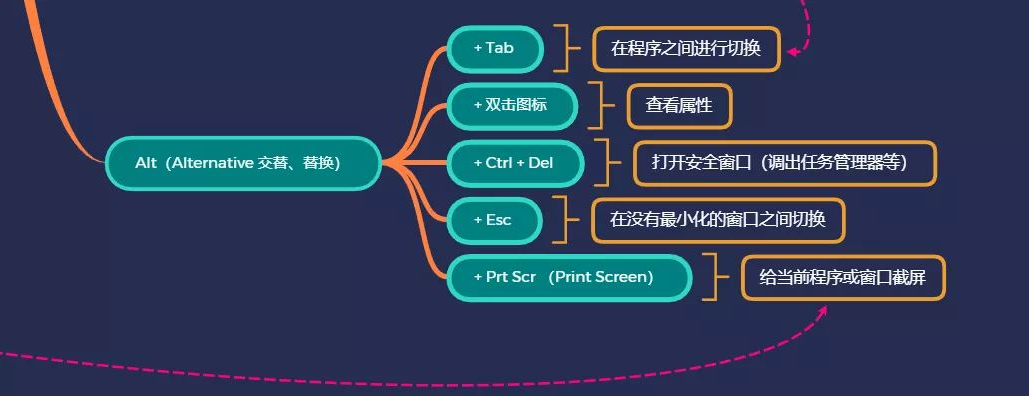 + Tab
在程序之间进行切换
+ 双击图标
查看属性
Alt（Alternative 交替、替换）
+ Ctrl + Del
打开安全窗口（调出任务管理器等）
+ Esc
在没有最小化的窗口之间切换
+ Prt Scr （Print Screen）
给当前程序或窗口截屏